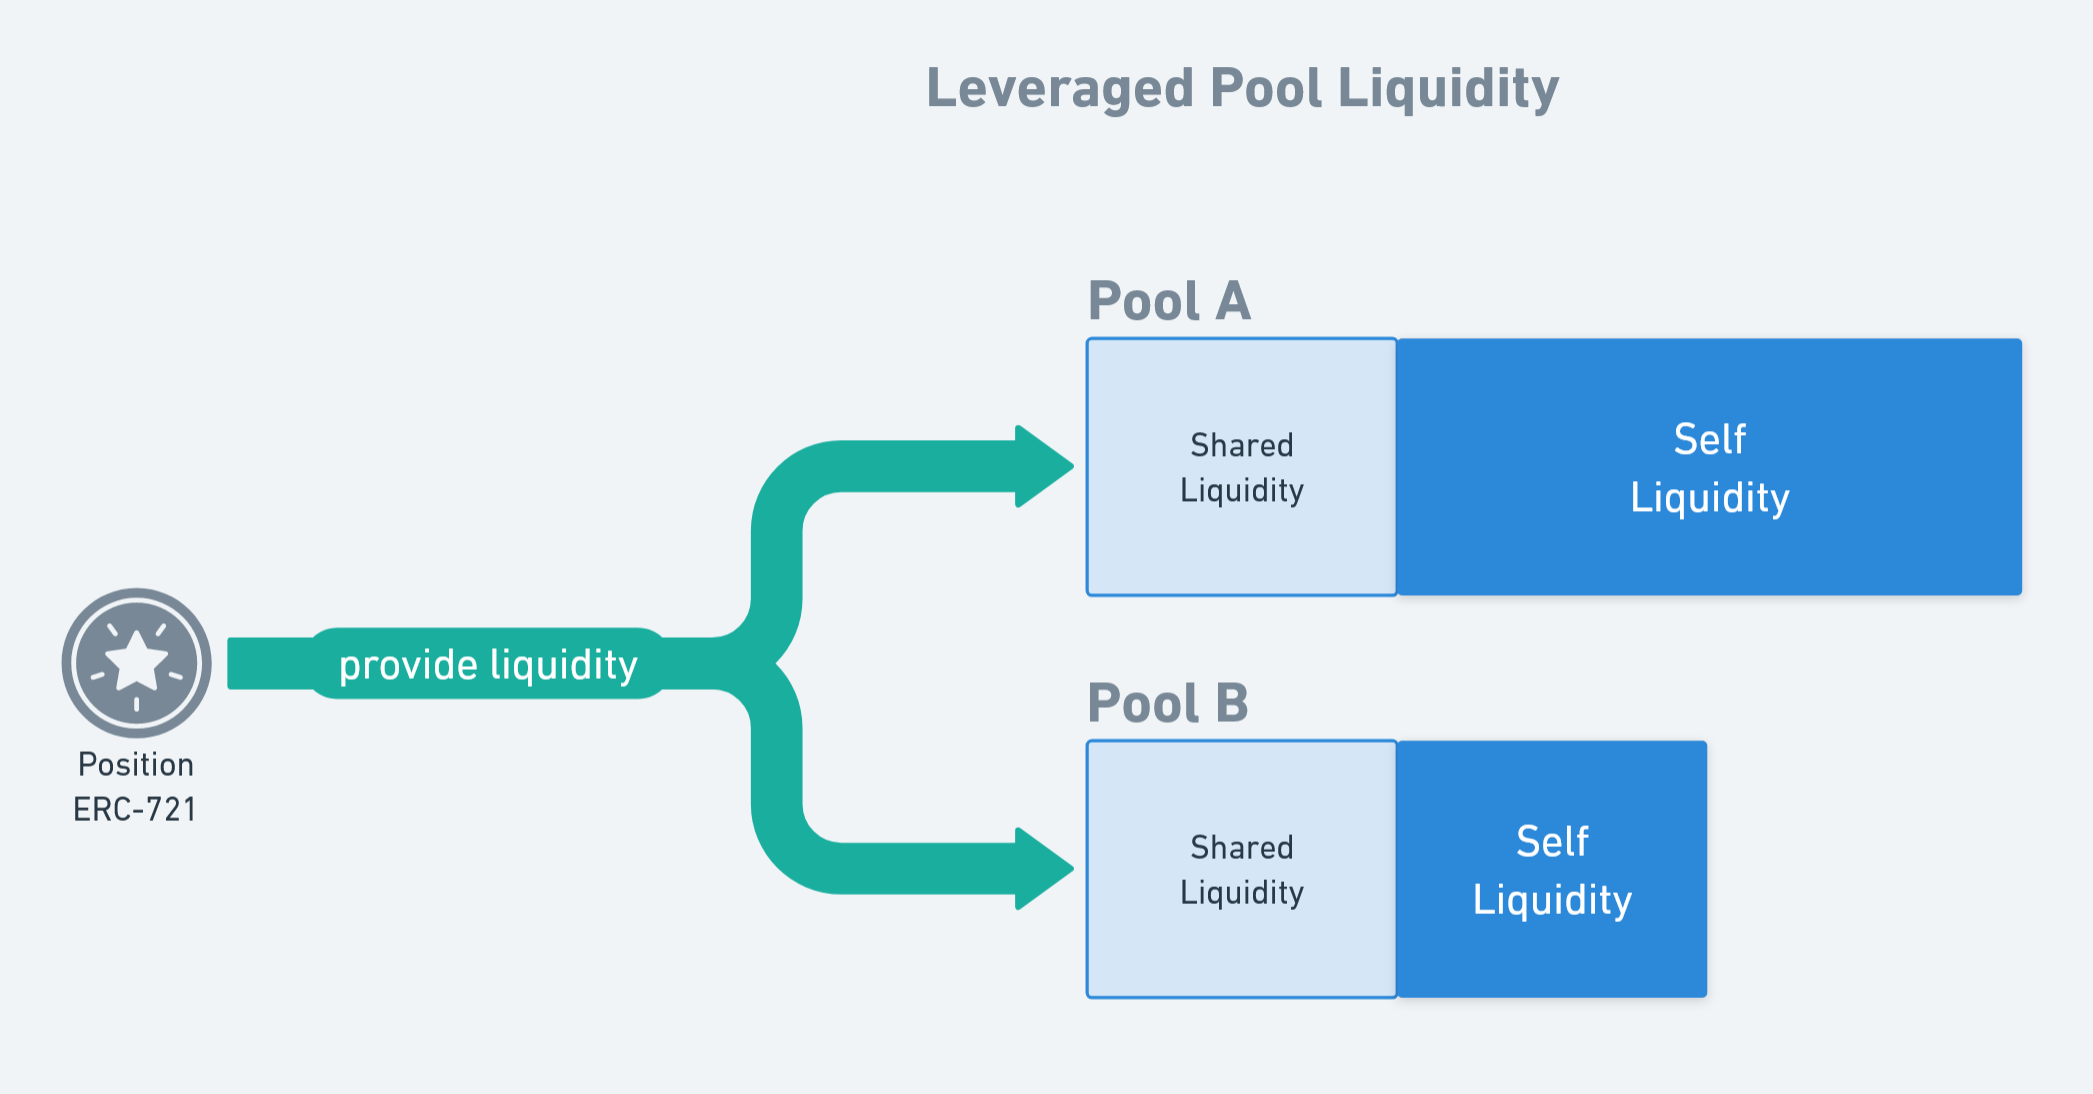 Leveraged Pool Liquidity
Pool A
Shared
Liquidity
Self
Liquidity
provide liquidity
Position
ERC-721
Pool B
Shared
Liquidity
Self
Liquidity